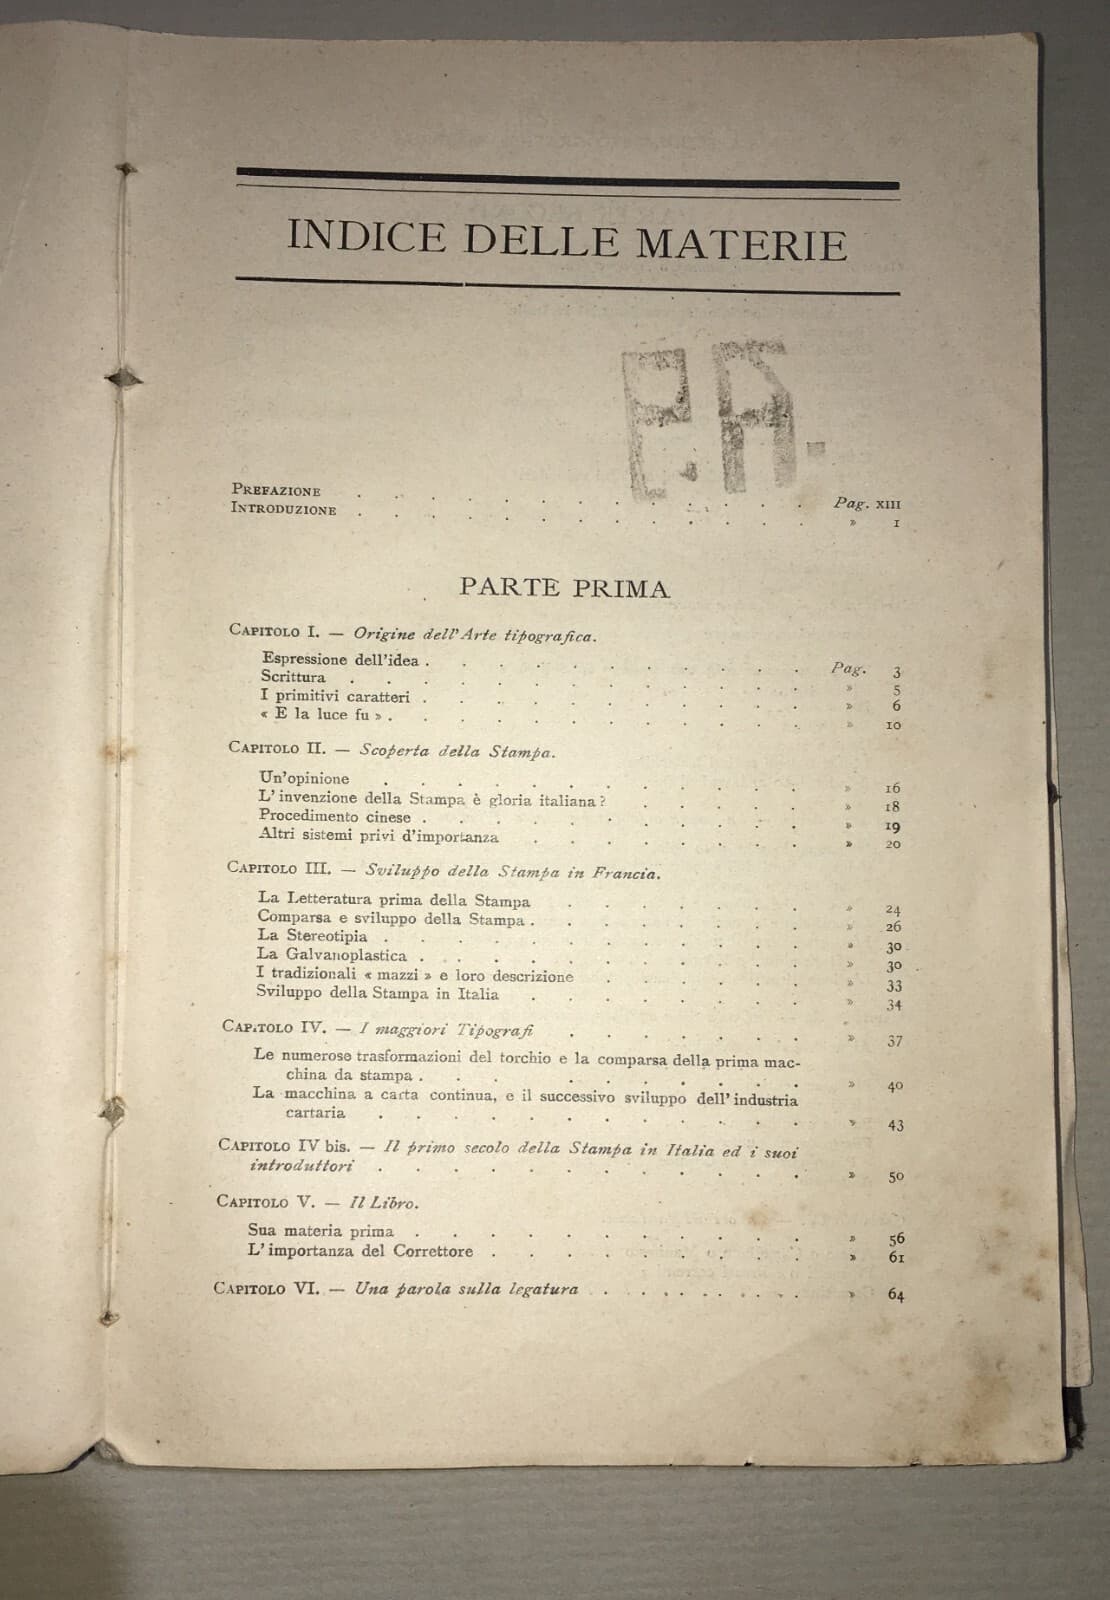 INDICE DELLE MATERIE
P.R.
PREFAZIONE . . . . . . . . . . . . Pag. XIII
INTRODUZIONE . . . . . . . . . . . . » 1
PARTE PRIMA
CAPITOLO I. — Origine dell'Arte tipografica.
Espressione dell'idea . . . . . . . . . . . Pag. 3
Scrittura . . . . . . . . . . . . . » 5
I primitivi caratteri . . . . . . . . . . . » 6
« E la luce fu » . . . . . . . . . . . . » 10
CAPITOLO II. — Scoperta della Stampa.
Un'opinione . . . . . . . . . . . . » 16
L'invenzione della Stampa è gloria italiana? . . . . . » 18
Procedimento cinese . . . . . . . . . . . » 19
Altri sistemi privi d'importanza . . . . . . . . » 20
CAPITOLO III. — Sviluppo della Stampa in Francia.
La Letteratura prima della Stampa . . . . . . . » 24
Comparsa e sviluppo della Stampa . . . . . . . . » 26
La Stereotipia . . . . . . . . . . . . » 30
La Galvanoplastica . . . . . . . . . . . » 30
I tradizionali « mazzi » e loro descrizione . . . . . . » 33
Sviluppo della Stampa in Italia . . . . . . . . » 34
CAPITOLO IV. — I maggiori Tipografi . . . . . . . » 37
Le numerose trasformazioni del torchio e la comparsa della prima mac-
china da stampa . . . . . . . . . . » 40
La macchina a carta continua, e il successivo sviluppo dell'industria
cartaria . . . . . . . . . . . . » 43
CAPITOLO IV bis. — Il primo secolo della Stampa in Italia ed i suoi
introduttori . . . . . . . . . . . . » 50
CAPITOLO V. — Il Libro.
Sua materia prima . . . . . . . . . . . » 56
L'importanza del Correttore . . . . . . . . . » 61
CAPITOLO VI. — Una parola sulla legatura . . . . . . . . . » 64